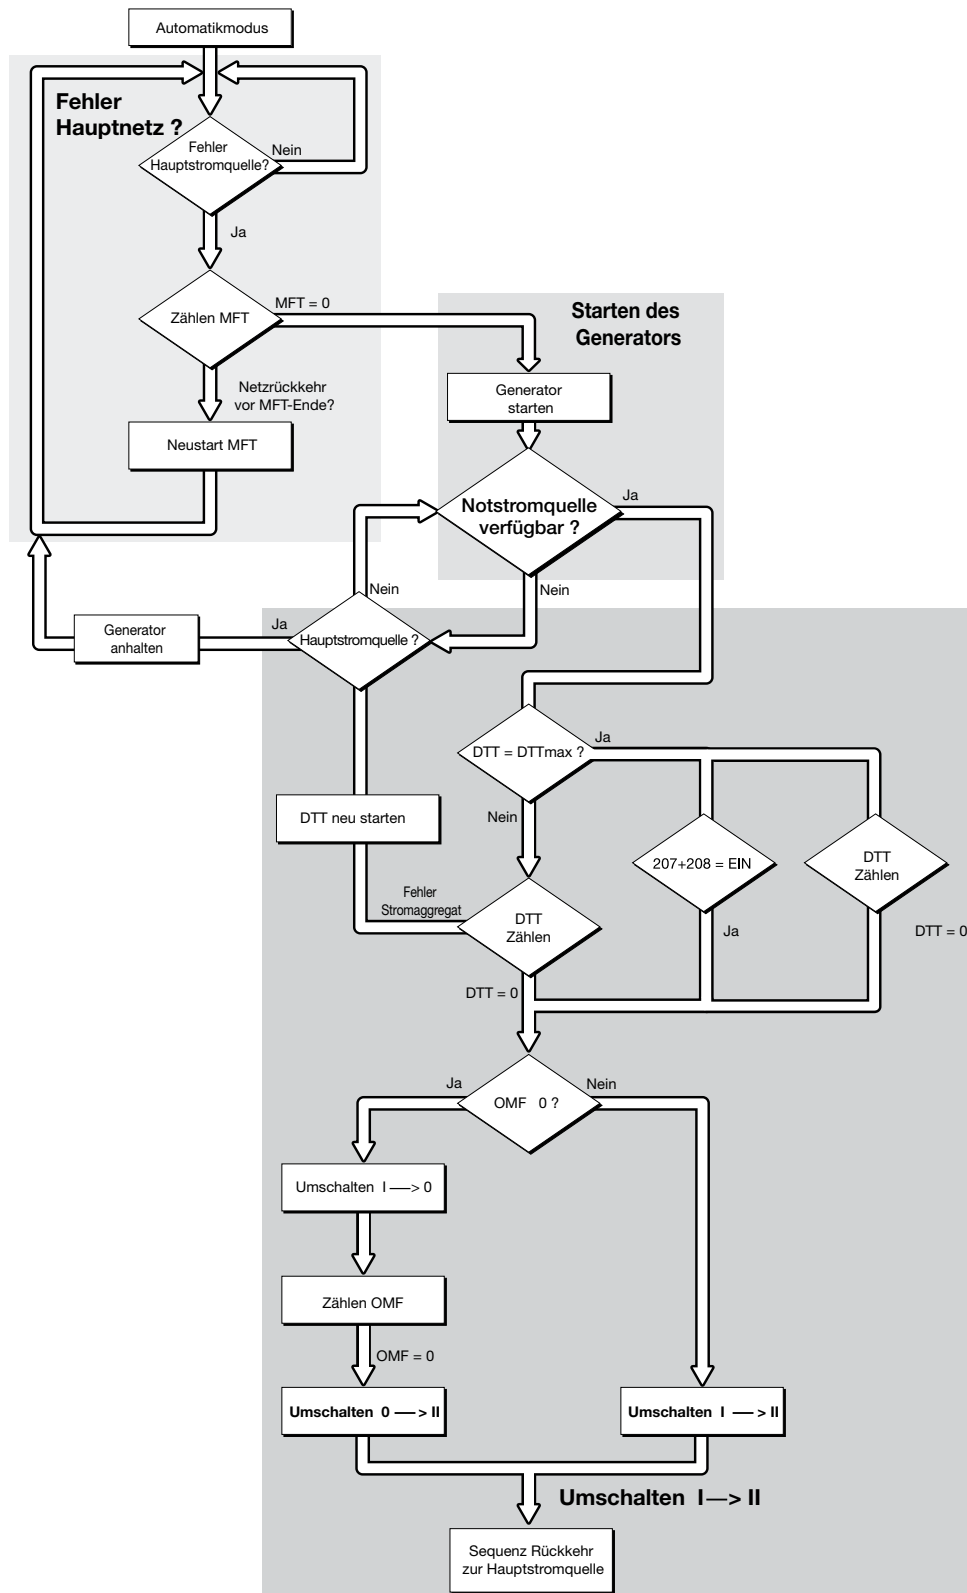 Automatikmodus
Fehler
Hauptnetz ?
Fehler
Hauptstromquelle?
Nein
Ja
Zählen MFT
MFT = 0
Netzrückkehr
vor MFT-Ende?
Neustart MFT
Starten des
Generators
Generator
starten
Notstromquelle
verfügbar ?
Ja
Nein
Nein
Hauptstromquelle ?
Ja
Generator
anhalten
DTT = DTTmax ?
Ja
Nein
DTT neu starten
207+208 = EIN
DTT
Zählen
Fehler
Stromaggregat
DTT
Zählen
Ja
DTT = 0
DTT = 0
Ja
OMF 0 ?
Nein
Umschalten I —> 0
Zählen OMF
OMF = 0
Umschalten 0 —> II
Umschalten I —> II
Umschalten I—> II
Sequenz Rückkehr
zur Hauptstromquelle